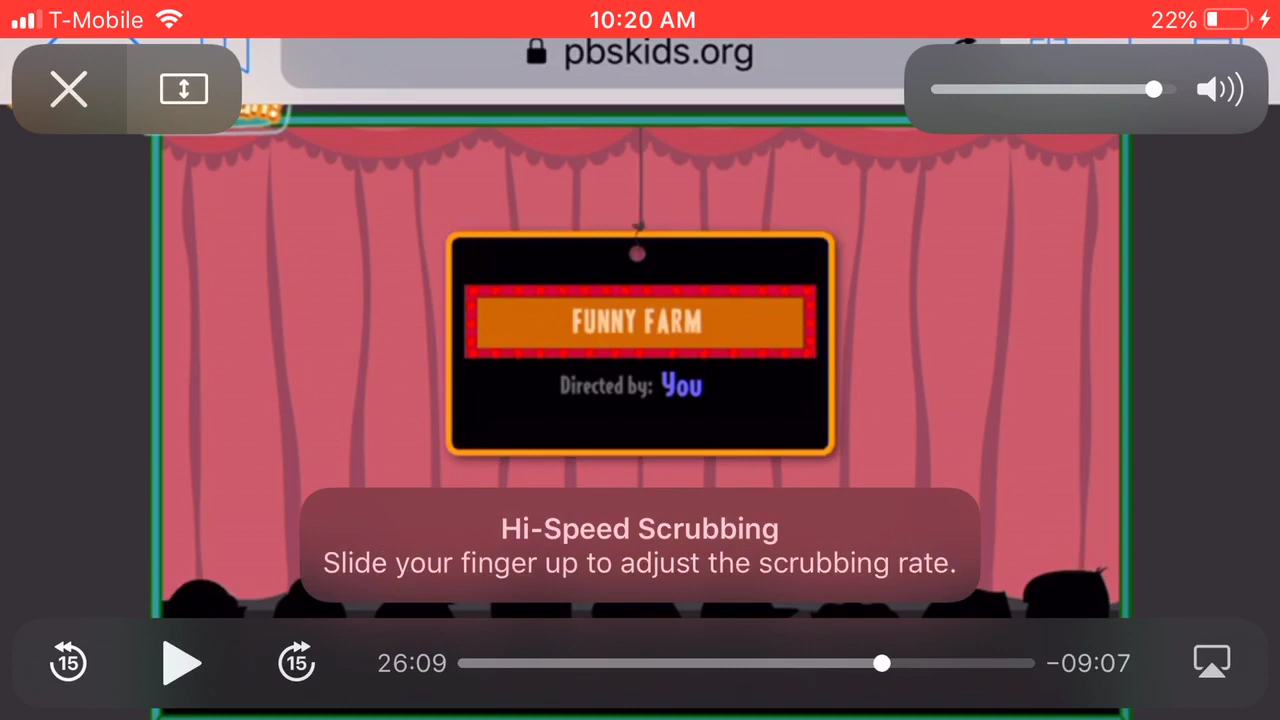 T-Mobile 10:20 AM 22%
pbskids.org
FUNNY FARM
Directed by: You
Hi-Speed Scrubbing
Slide your finger up to adjust the scrubbing rate.
15 15 26:09 -09:07